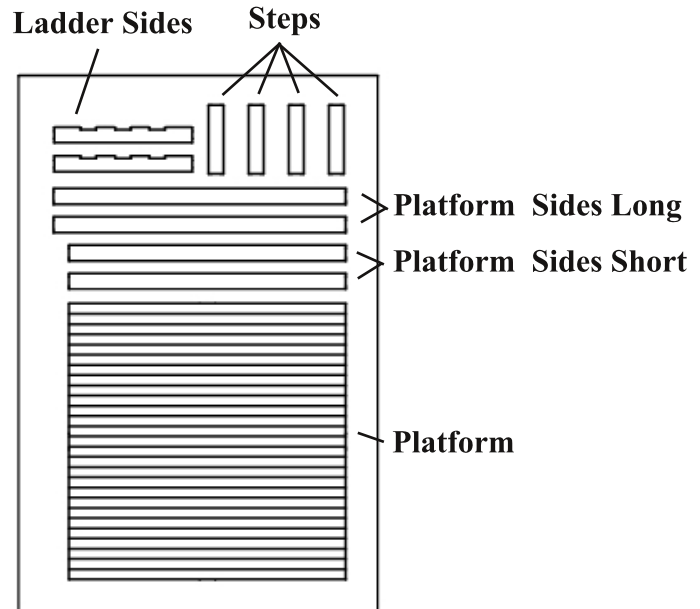 Ladder Sides
Steps
Platform Sides Long
Platform Sides Short
Platform